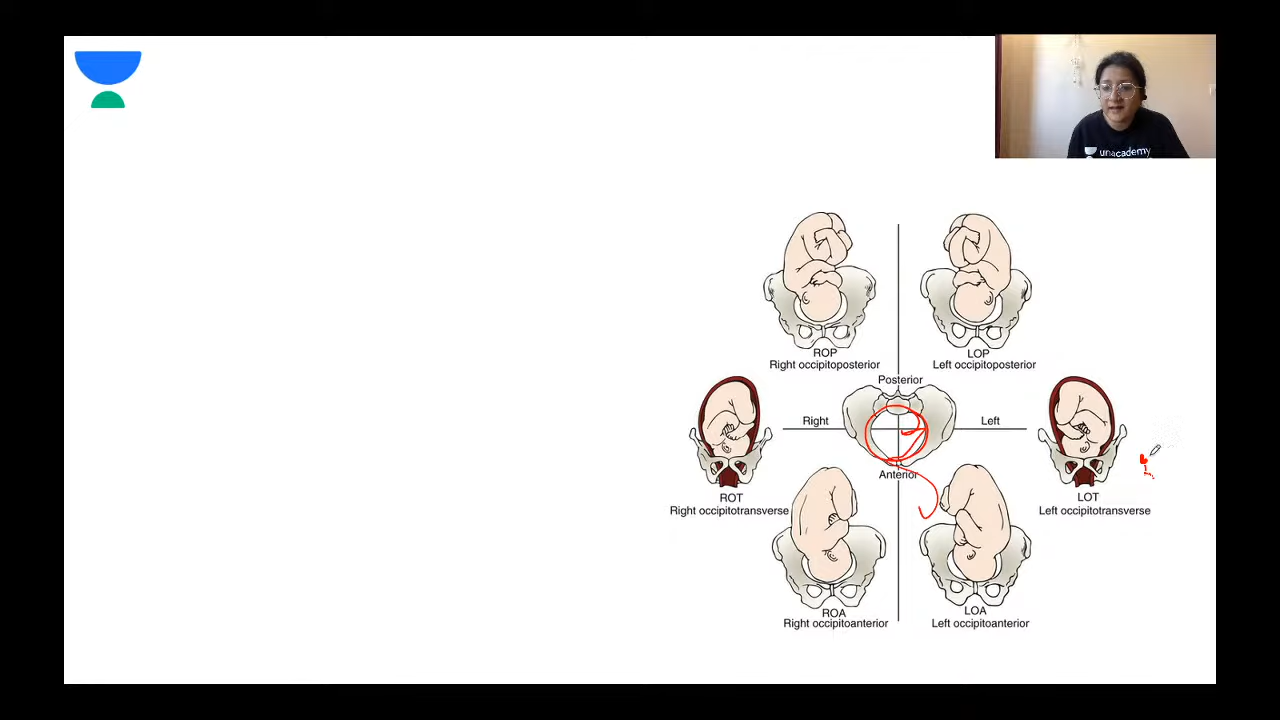 unacademy
ROP
Right occipitoposterior
LOP
Left occipitoposterior
Posterior
Right
Left
Anterior
ROT
Right occipitotransverse
LOT
Left occipitotransverse
ROA
Right occipitoanterior
LOA
Left occipitoanterior